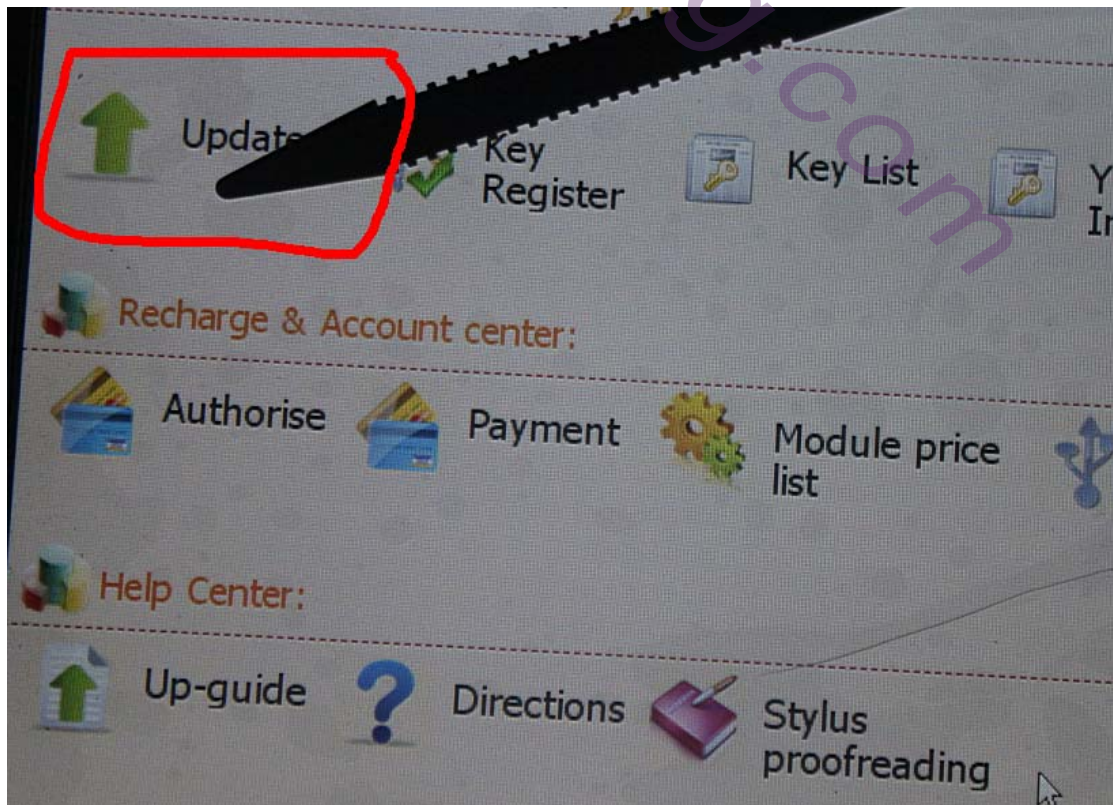 Update
Key
Register
Key List
Recharge & Account center:
Authorise
Payment
Module price
list
Help Center:
Up-guide
Directions
Stylus
proofreading
g.com